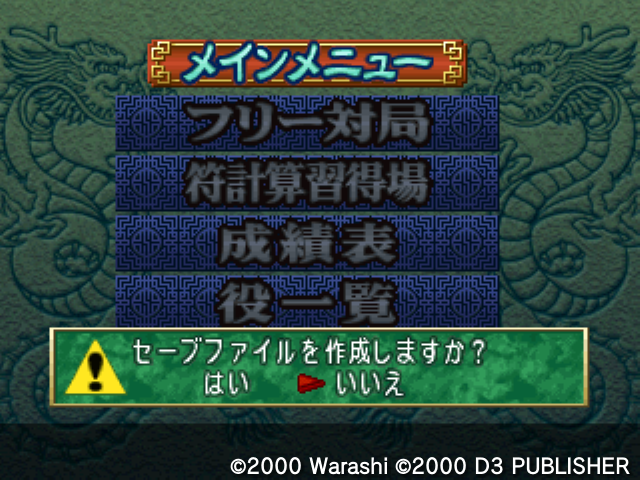 メインメニュー
フリー対局
符計算習得場
成績表
役一覧
セーブファイルを作成しますか?
はい いいえ
©2000 Warashi ©2000 D3 PUBLISHER